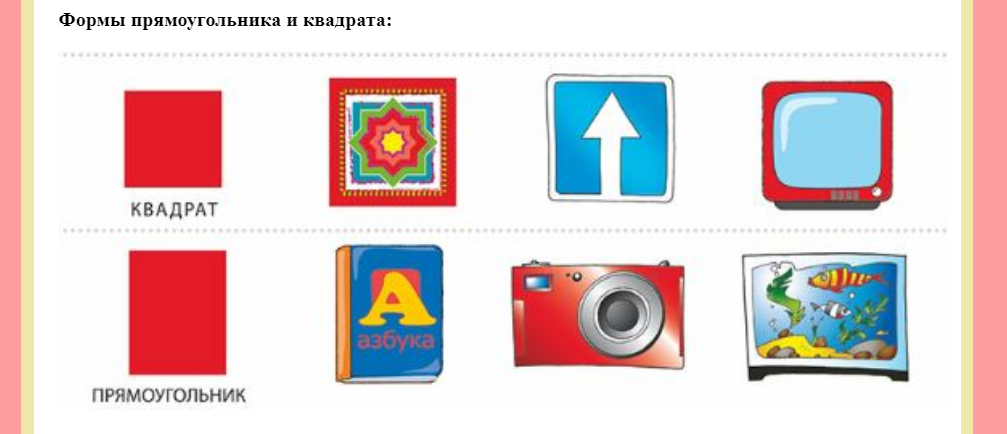 Формы прямоугольника и квадрата:
КВАДРАТ
А
азбука
ПРЯМОУГОЛЬНИК